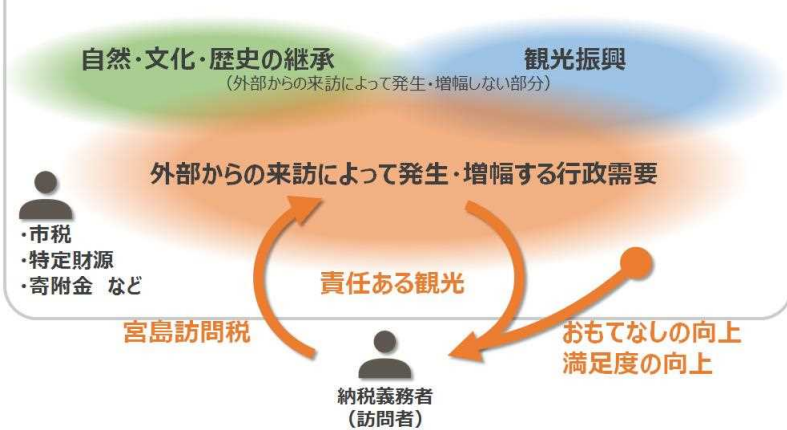 自然・文化・歴史の継承
観光振興
（外部からの来訪によって発生・増幅しない部分）
外部からの来訪によって発生・増幅する行政需要
・市税
・特定財源
・寄附金 など
責任ある観光
宮島訪問税
おもてなしの向上
満足度の向上
納税義務者
（訪問者）